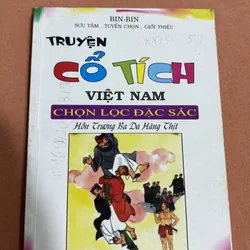 BIN-BIN
SƯU TẦM - TUYỂN CHỌN - GIỚI THIỆU
TRUYỆN
CỔ TÍCH
VIỆT NAM
CHỌN LỌC ĐẶC SẮC
Hồn Trương Ba Da Hàng Thịt